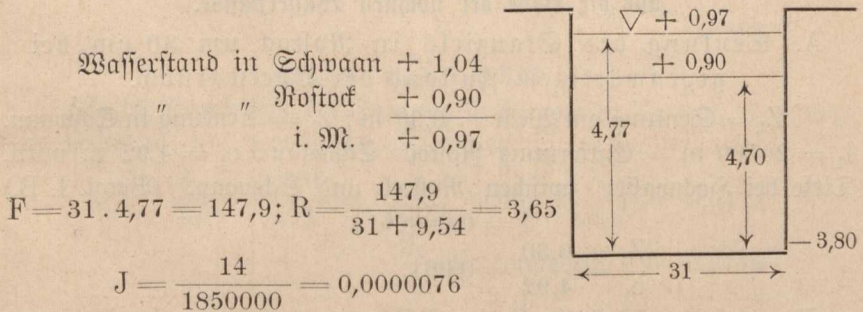 Wasserstand in Schwaan + 1,04
" " Rostock + 0,90
i. M. + 0,97
F = 31 . 4,77 = 147,9; R = 147,9 / 31 + 9,54 = 3,65
J = 14 / 1850000 = 0,0000076
▽ + 0,97
+ 0,90
4,77
4,70
— 3,80
31